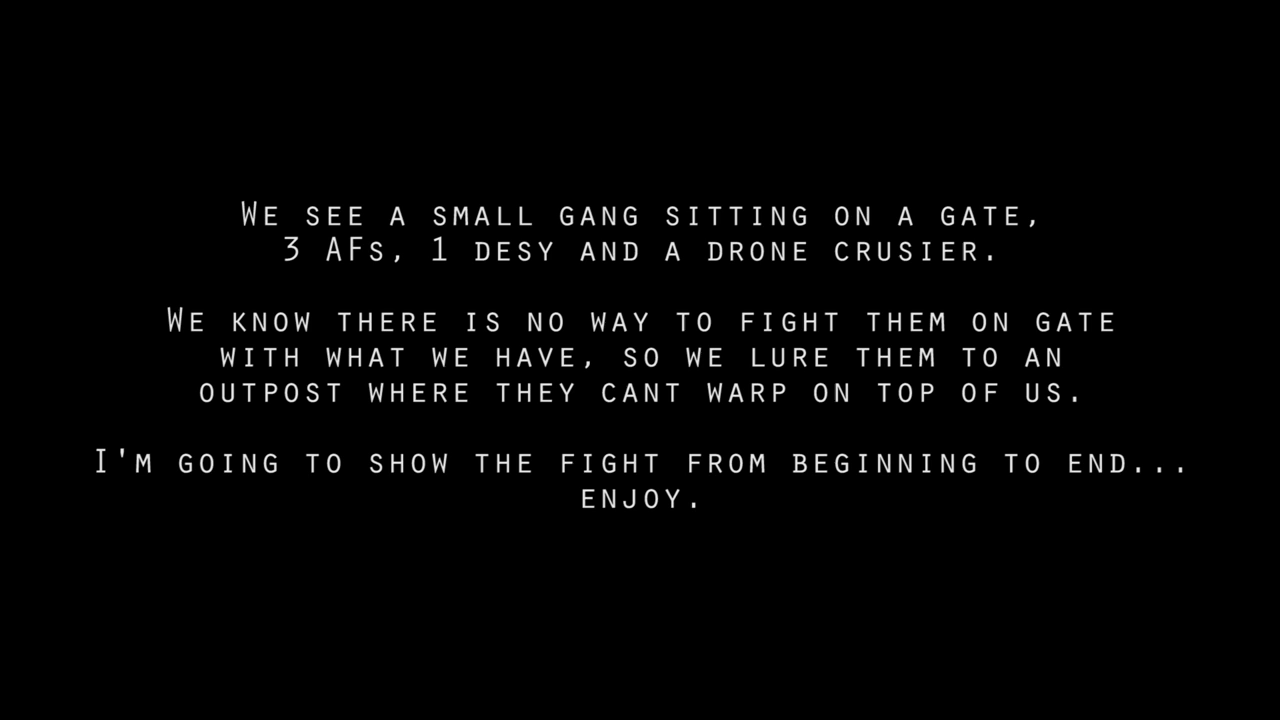 We see a small gang sitting on a gate,
3 AFs, 1 desy and a drone crusier.
We know there is no way to fight them on gate
with what we have, so we lure them to an
outpost where they cant warp on top of us.
I'm going to show the fight from beginning to end...
enjoy.